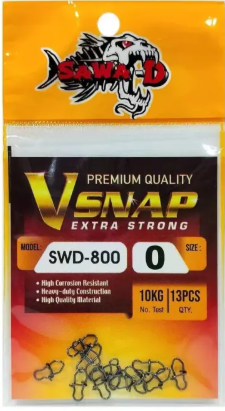 SAWA-D
PREMIUM QUALITY
V SNAP
EXTRA STRONG
MODEL:
SWD-800
0
SIZE:
• High Corrosion Resistant
• Heavy-duty Construction
• High Quality Material
10KG 13PCS
No. Test QTY.